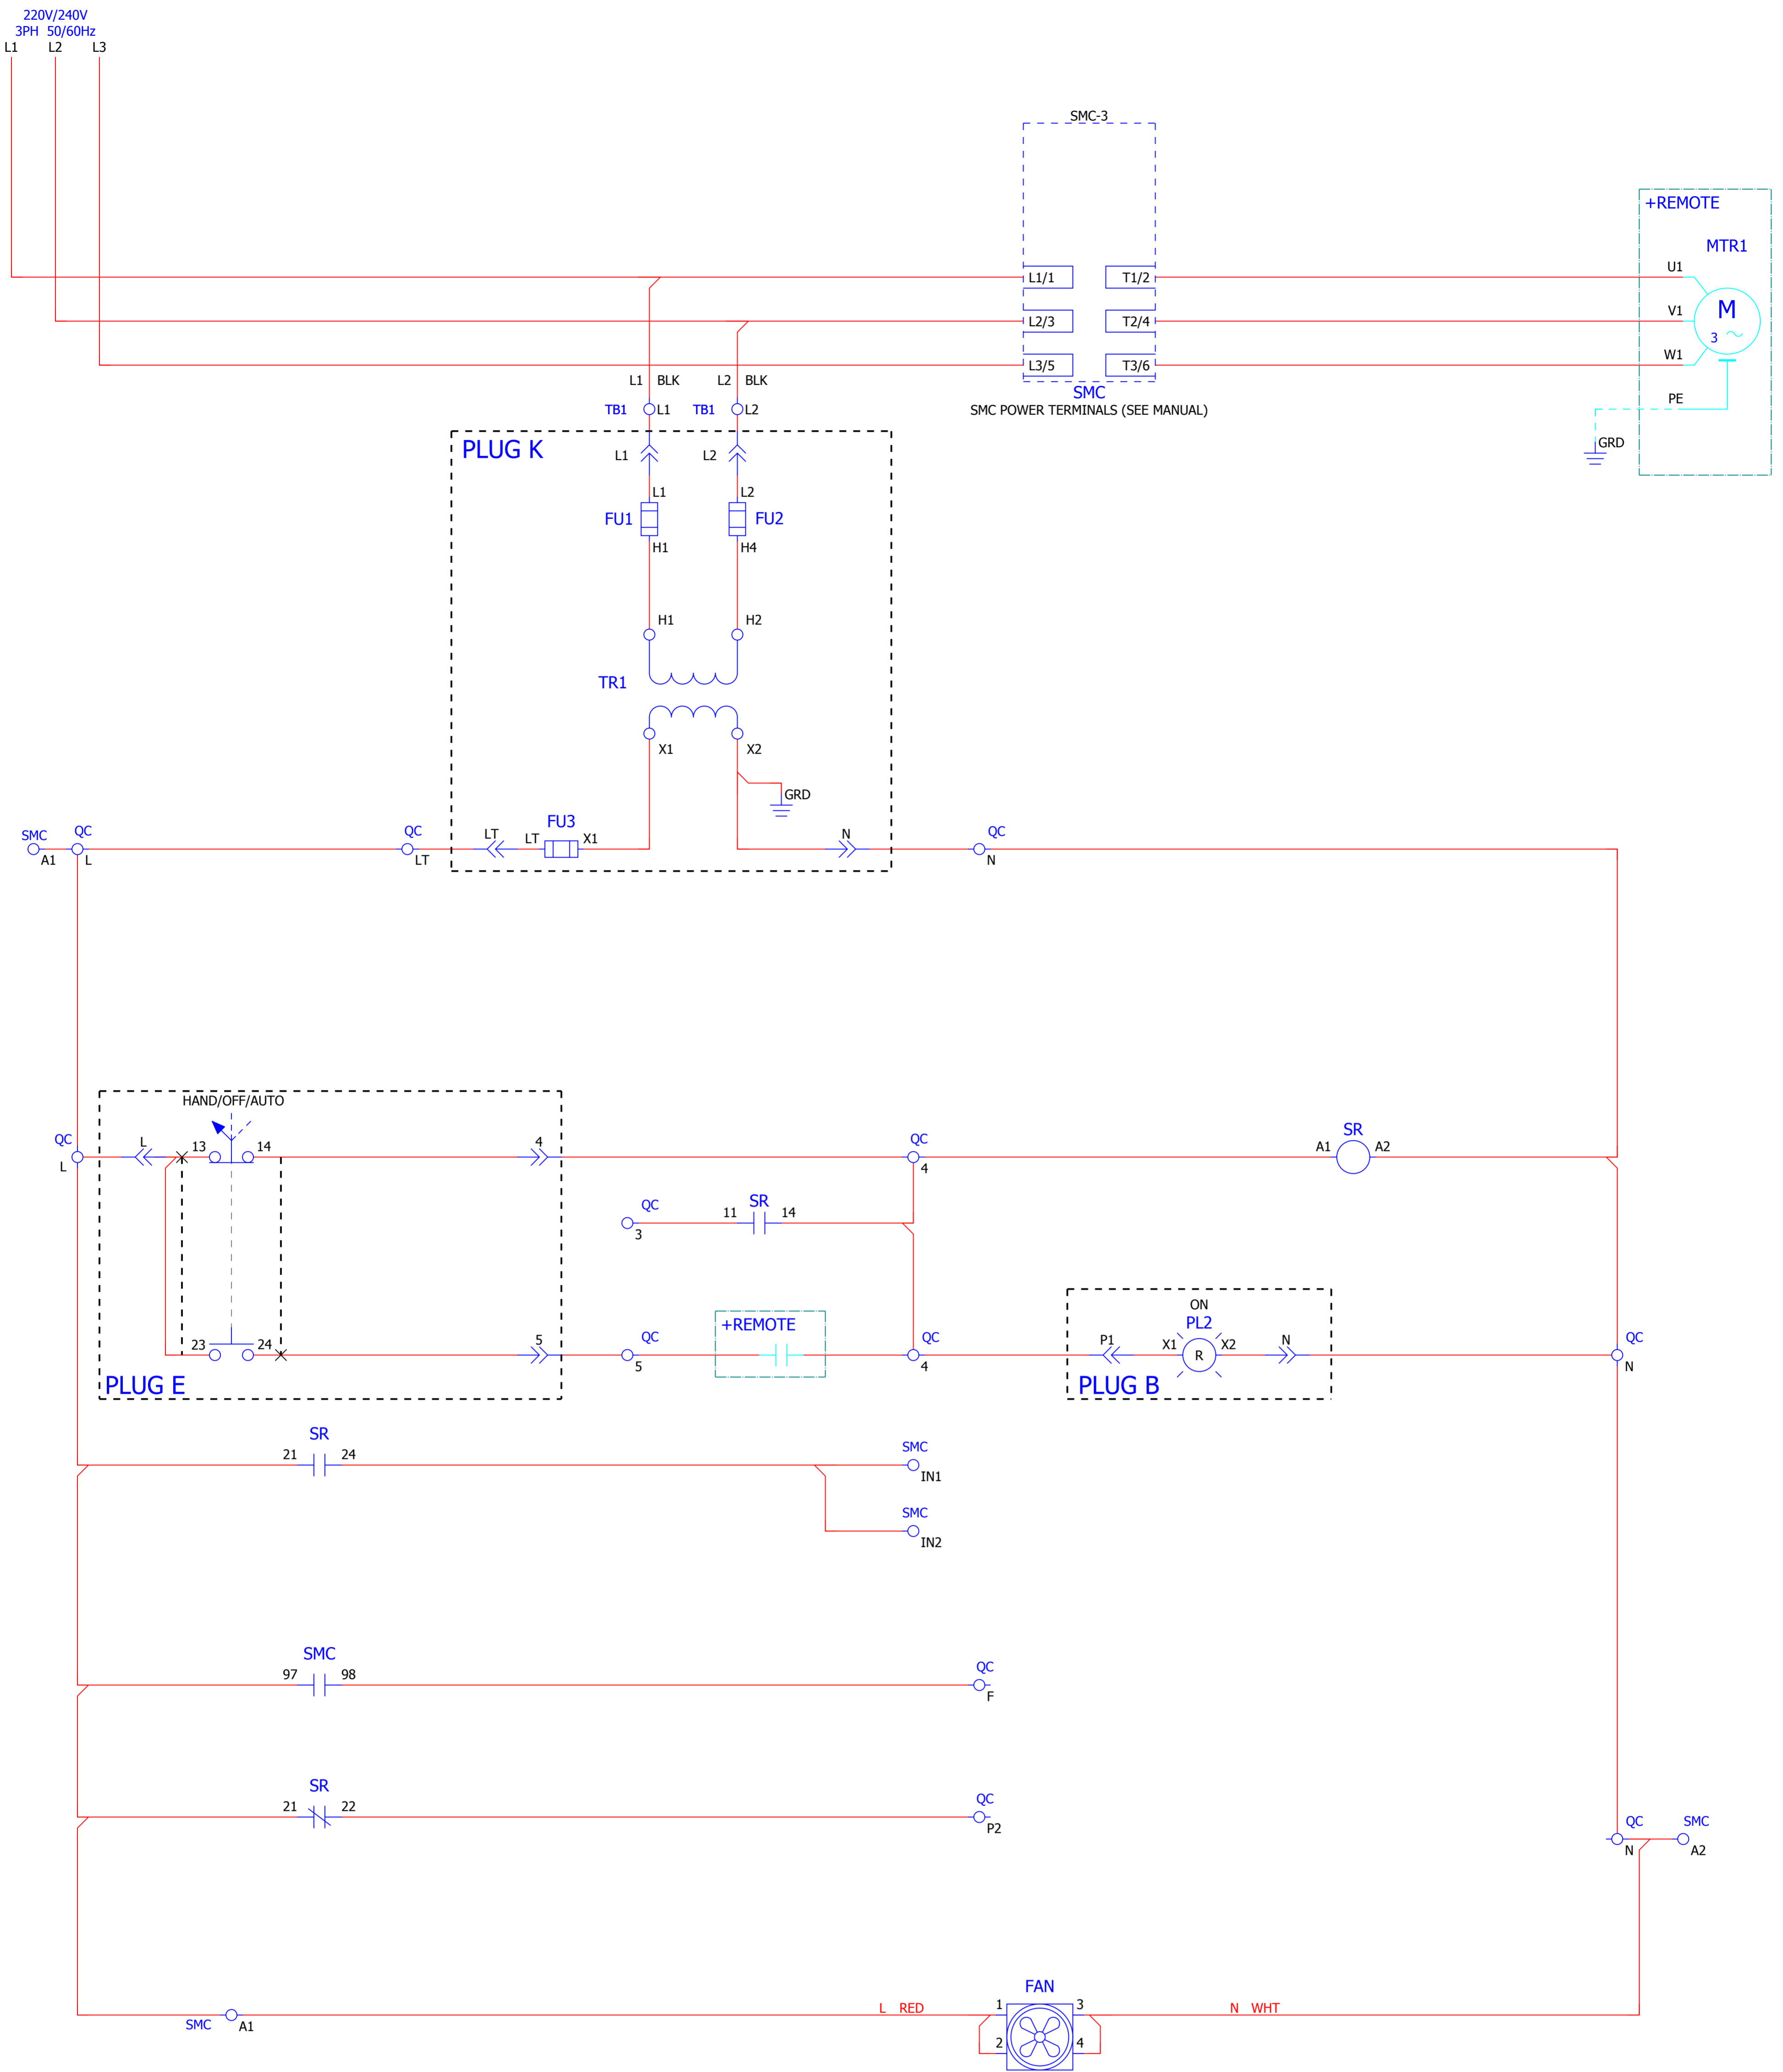 220V/240V
3PH 50/60Hz
L1 L2 L3
SMC-3
+REMOTE
MTR1
L1/1 T1/2 U1
L2/3 T2/4 V1
M
3
L3/5 T3/6 W1
L1 BLK L2 BLK
SMC
SMC POWER TERMINALS (SEE MANUAL)
PE
TB1 L1 TB1 L2
GRD
PLUG K
L1 L2
L1 L2
FU1 FU2
H1 H4
H1 H2
TR1
X1 X2
GRD
SMC QC QC LT LT FU3 X1 N QC
A1 L LT N
HAND/OFF/AUTO
QC L 13 14 4 QC SR
A1 A2
L 4
QC 11 SR 14
3
+REMOTE
ON
PL2
23 24 5 QC QC P1 X1 R X2 N QC
5 4 N
PLUG E
PLUG B
SR
21 24 SMC
IN1
SMC
IN2
SMC
97 98 QC
F
SR
21 22 QC
P2
QC SMC
N A2
FAN
L RED 1 3 N WHT
SMC A1
2 4